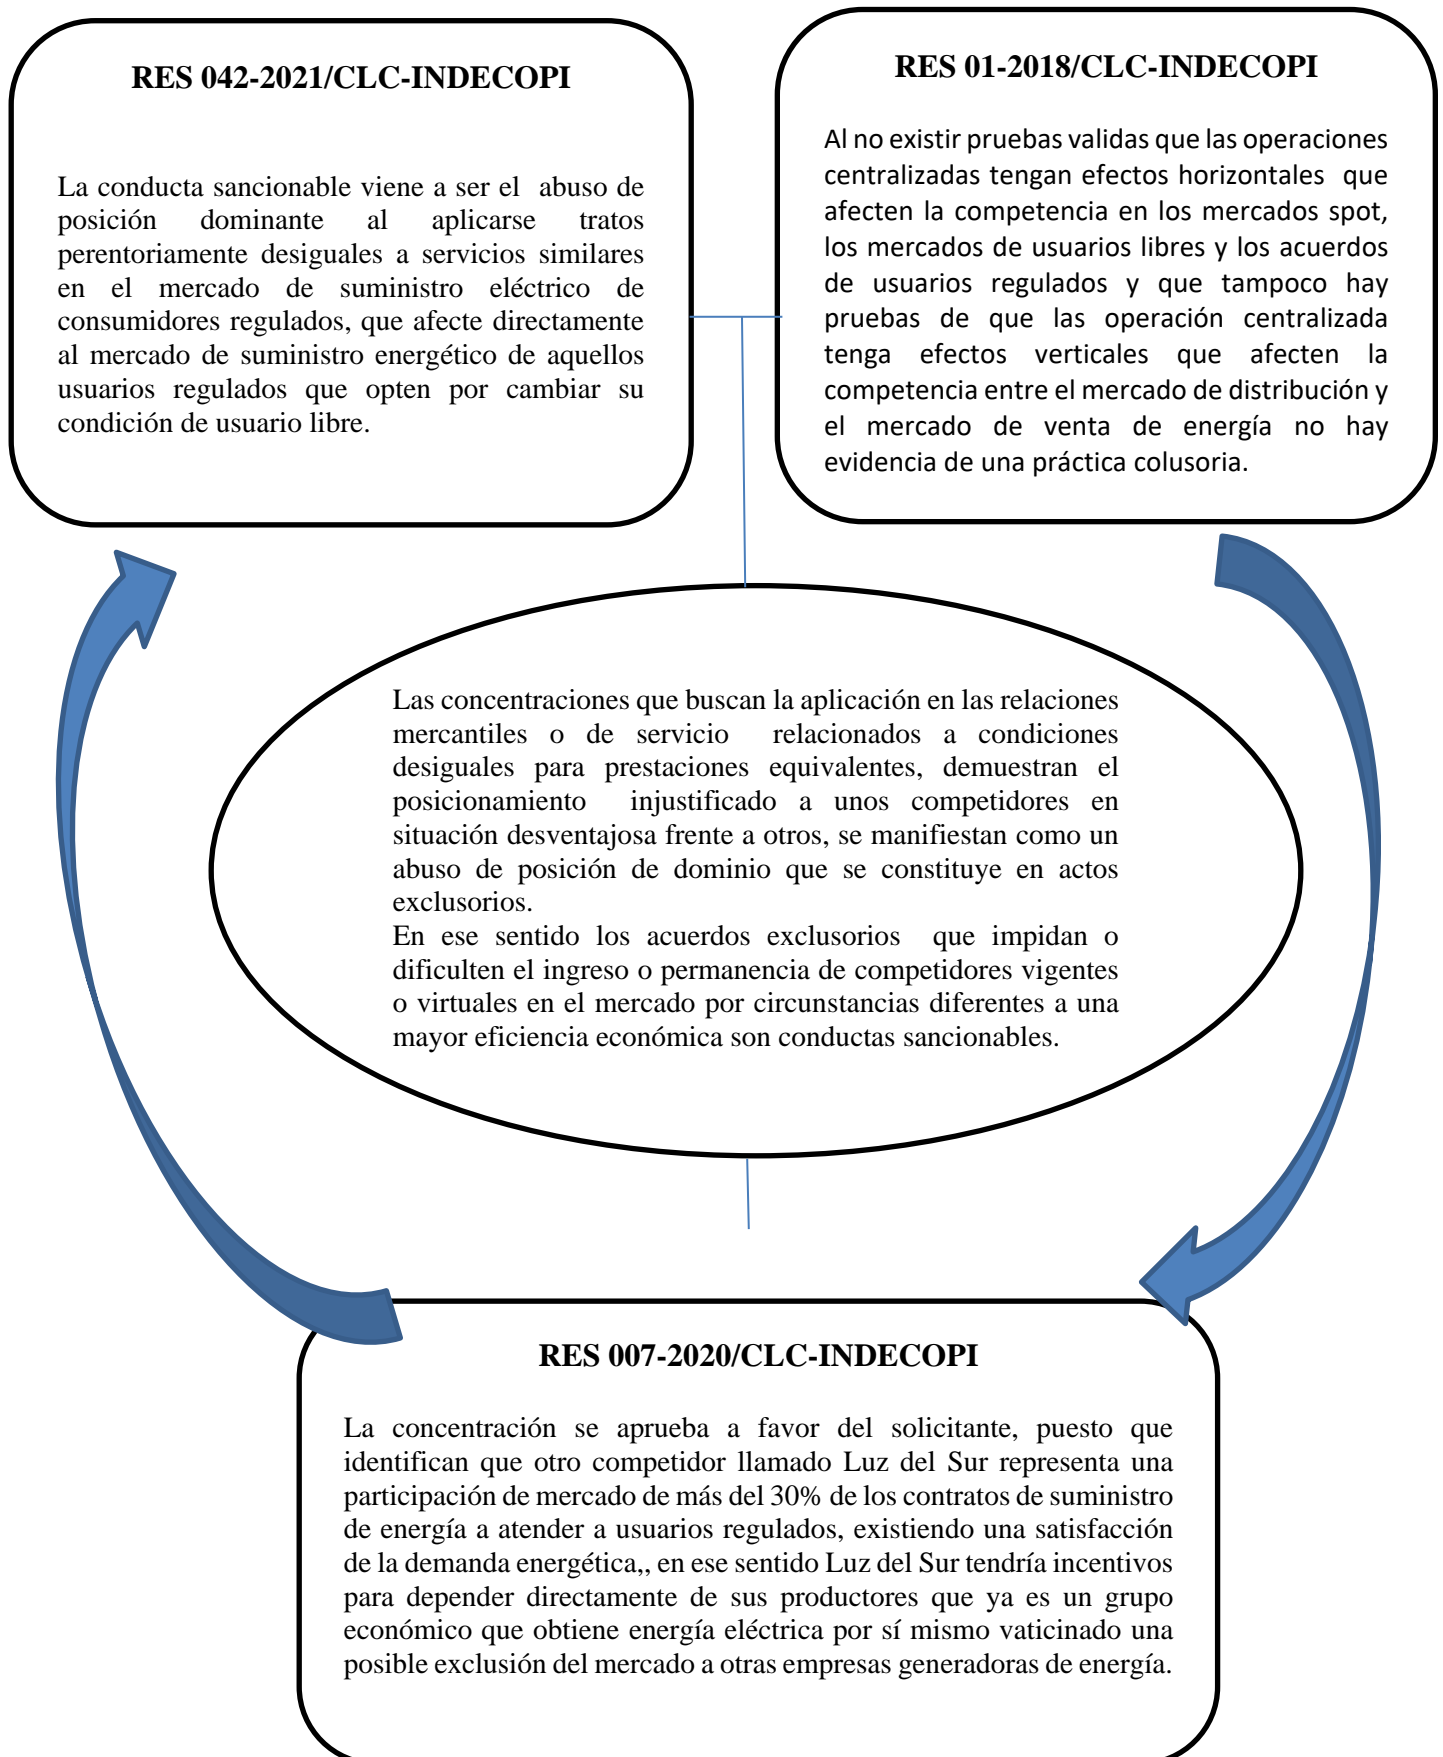 RES 042-2021/CLC-INDECOPI
La conducta sancionable viene a ser el abuso de
posición dominante al aplicarse tratos
perentoriamente desiguales a servicios similares
en el mercado de suministro eléctrico de
consumidores regulados, que afecte directamente
al mercado de suministro energético de aquellos
usuarios regulados que opten por cambiar su
condición de usuario libre.
RES 01-2018/CLC-INDECOPI
Al no existir pruebas validas que las operaciones
centralizadas tengan efectos horizontales que
afecten la competencia en los mercados spot,
los mercados de usuarios libres y los acuerdos
de usuarios regulados y que tampoco hay
pruebas de que las operación centralizada
tenga efectos verticales que afecten la
competencia entre el mercado de distribución y
el mercado de venta de energía no hay
evidencia de una práctica colusoria.
Las concentraciones que buscan la aplicación en las relaciones
mercantiles o de servicio relacionados a condiciones
desiguales para prestaciones equivalentes, demuestran el
posicionamiento injustificado a unos competidores en
situación desventajosa frente a otros, se manifiestan como un
abuso de posición de dominio que se constituye en actos
exclusorios.
En ese sentido los acuerdos exclusorios que impidan o
dificulten el ingreso o permanencia de competidores vigentes
o virtuales en el mercado por circunstancias diferentes a una
mayor eficiencia económica son conductas sancionables.
RES 007-2020/CLC-INDECOPI
La concentración se aprueba a favor del solicitante, puesto que
identifican que otro competidor llamado Luz del Sur representa una
participación de mercado de más del 30% de los contratos de suministro
de energía a atender a usuarios regulados, existiendo una satisfacción
de la demanda energética,, en ese sentido Luz del Sur tendría incentivos
para depender directamente de sus productores que ya es un grupo
económico que obtiene energía eléctrica por sí mismo vaticinado una
posible exclusión del mercado a otras empresas generadoras de energía.